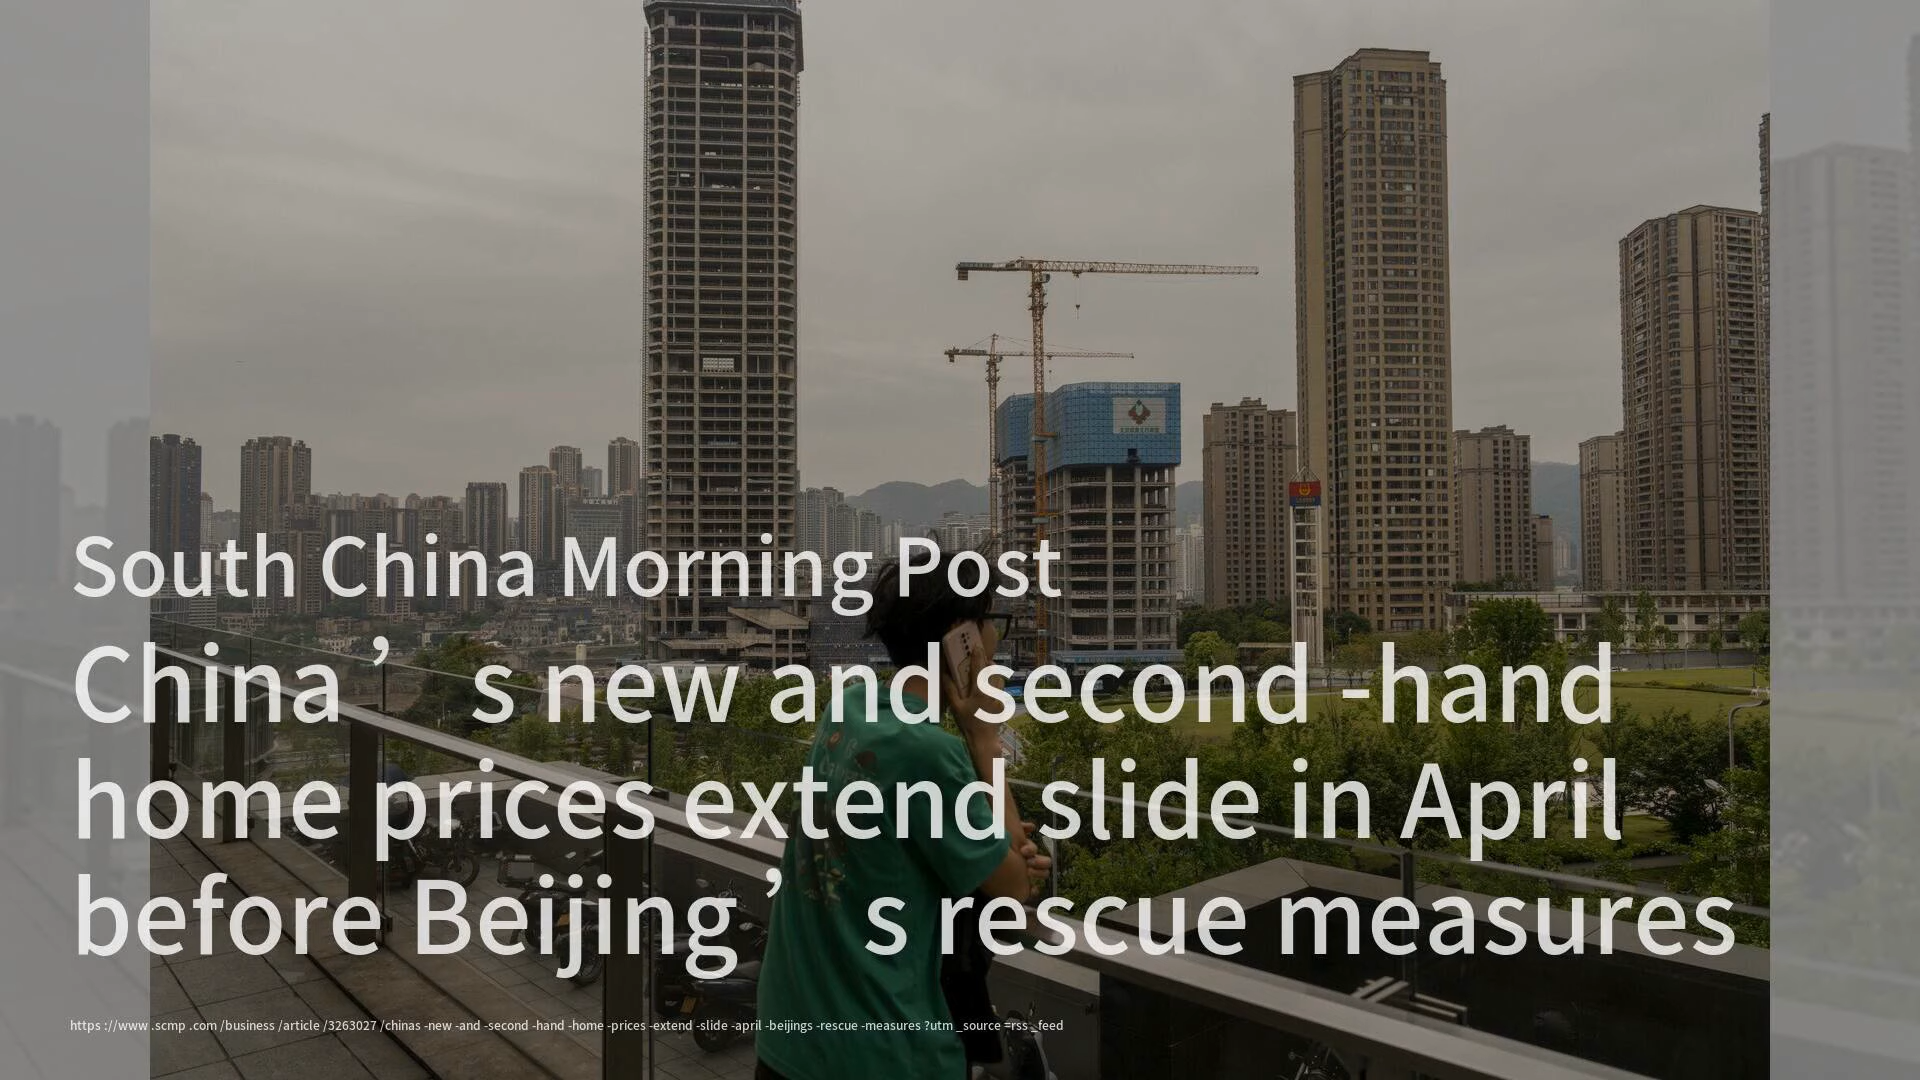 South China Morning Post
China’s new and second -hand
home prices extend slide in April
before Beijing ’s rescue measures
https ://www .scmp .com /business /article /3263027 /chinas -new -and -second -hand -home -prices -extend -slide -april -beijings -rescue -measures ?utm _source =rss _feed